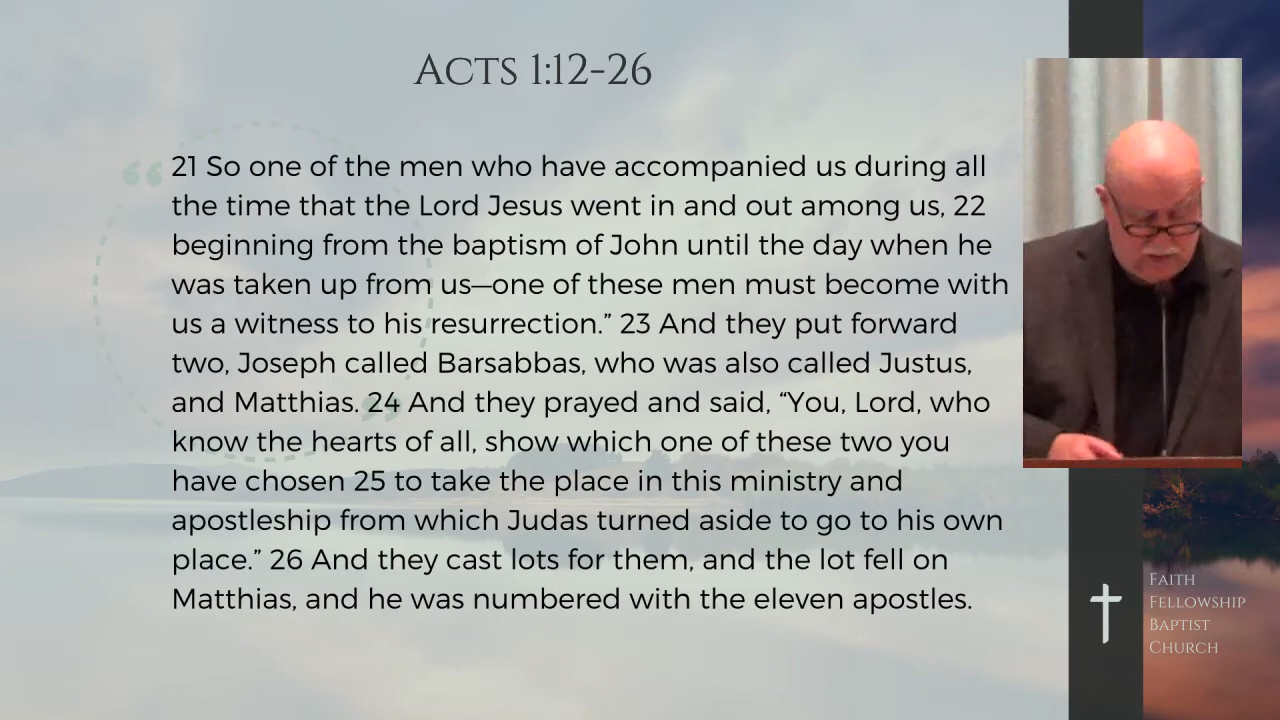 Acts 1:12-26
“
21 So one of the men who have accompanied us during all
the time that the Lord Jesus went in and out among us, 22
beginning from the baptism of John until the day when he
was taken up from us—one of these men must become with
us a witness to his resurrection.” 23 And they put forward
two, Joseph called Barsabbas, who was also called Justus,
and Matthias. 24 And they prayed and said, “You, Lord, who
know the hearts of all, show which one of these two you
have chosen 25 to take the place in this ministry and
apostleship from which Judas turned aside to go to his own
place.” 26 And they cast lots for them, and the lot fell on
Matthias, and he was numbered with the eleven apostles.
”
Faith
Fellowship
Baptist
Church